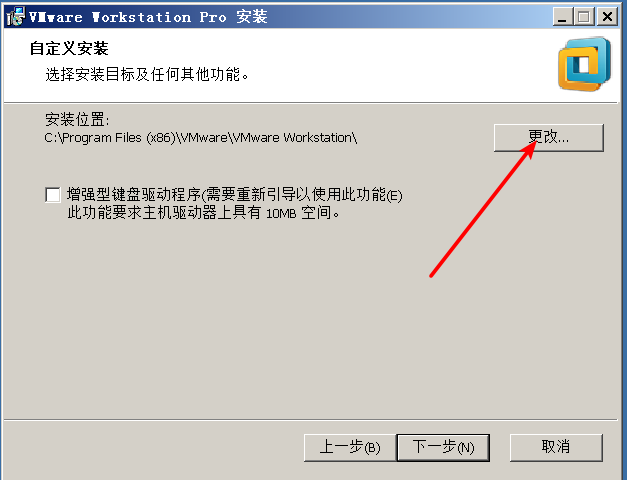 VMware Workstation Pro 安装
自定义安装
选择安装目标及任何其他功能。
安装位置:
C:\Program Files (x86)\VMware\VMware Workstation\
更改...
增强型键盘驱动程序(需要重新引导以使用此功能(E)
此功能要求主机驱动器上具有 10MB 空间。
上一步(B) 下一步(N) 取消